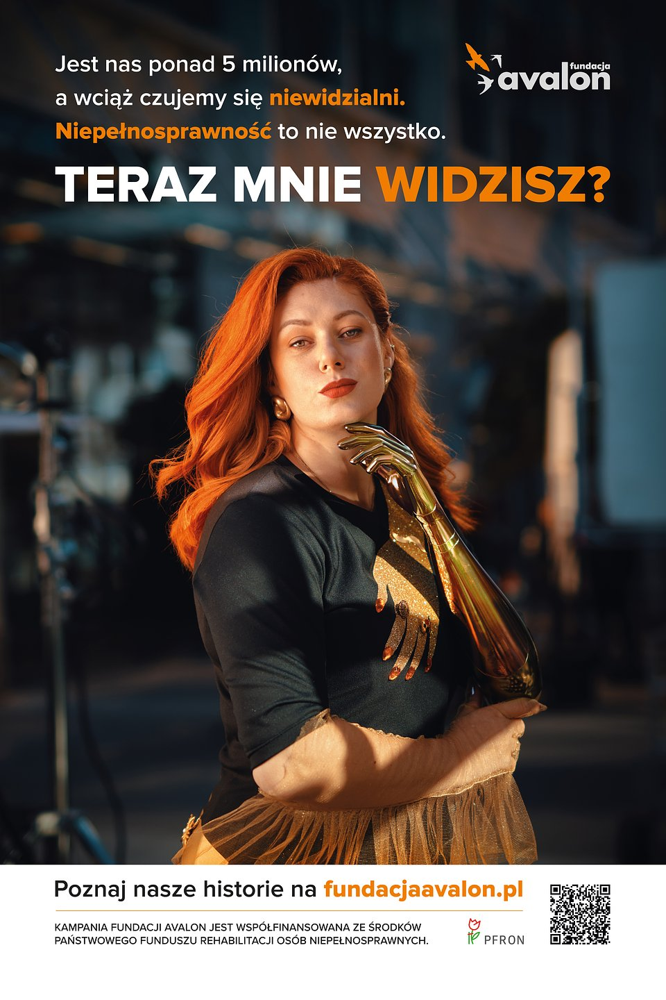 Jest nas ponad 5 milionów,
a wciąż czujemy się niewidzialni.
Niepełnosprawność to nie wszystko.
fundacja
avalon
TERAZ MNIE WIDZISZ?
Poznaj nasze historie na fundacjaavalon.pl
KAMPANIA FUNDACJI AVALON JEST WSPÓŁFINANSOWANA ZE ŚRODKÓW
PAŃSTWOWEGO FUNDUSZU REHABILITACJI OSÓB NIEPEŁNOSPRAWNYCH.
PFRON